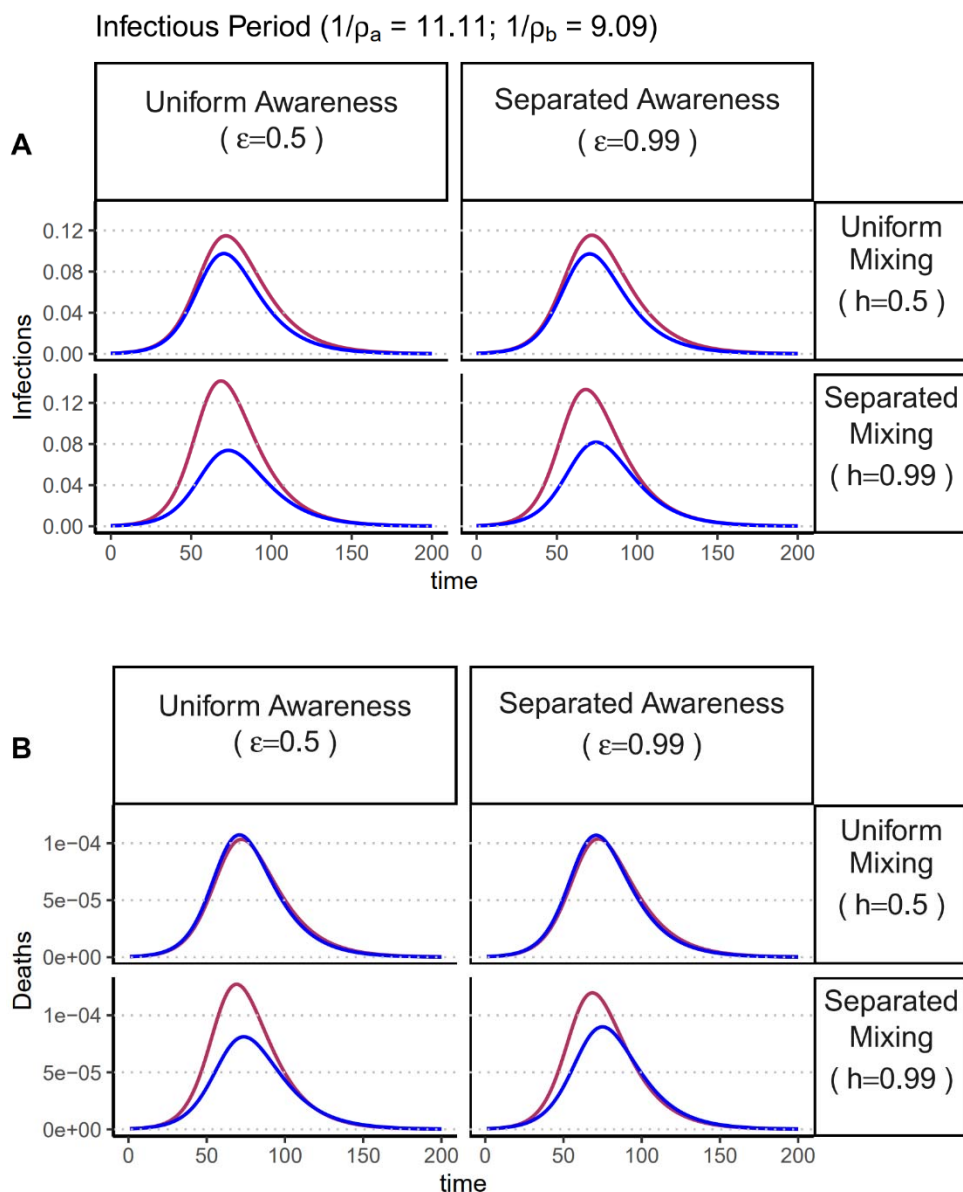 Infectious Period (1/ρa = 11.11; 1/ρb = 9.09)
A
Uniform Awareness
( ε=0.5 )
Separated Awareness
( ε=0.99 )
Infections
0.12
0.08
0.04
0.00
Uniform
Mixing
( h=0.5 )
0.12
0.08
0.04
0.00
Separated
Mixing
( h=0.99 )
0 50 100 150 200
0 50 100 150 200
time
B
Uniform Awareness
( ε=0.5 )
Separated Awareness
( ε=0.99 )
Deaths
1e−04
5e−05
0e+00
Uniform
Mixing
( h=0.5 )
1e−04
5e−05
0e+00
Separated
Mixing
( h=0.99 )
0 50 100 150 200
0 50 100 150 200
time